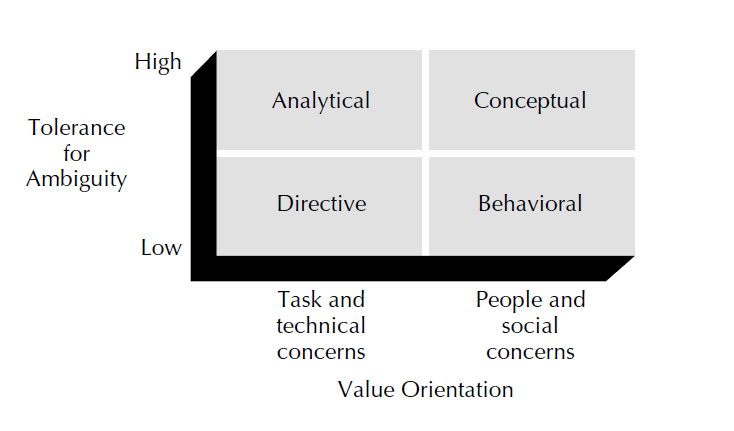 High
Analytical
Conceptual
Tolerance
for
Ambiguity
Directive
Behavioral
Low
Task and
technical
concerns
People and
social
concerns
Value Orientation